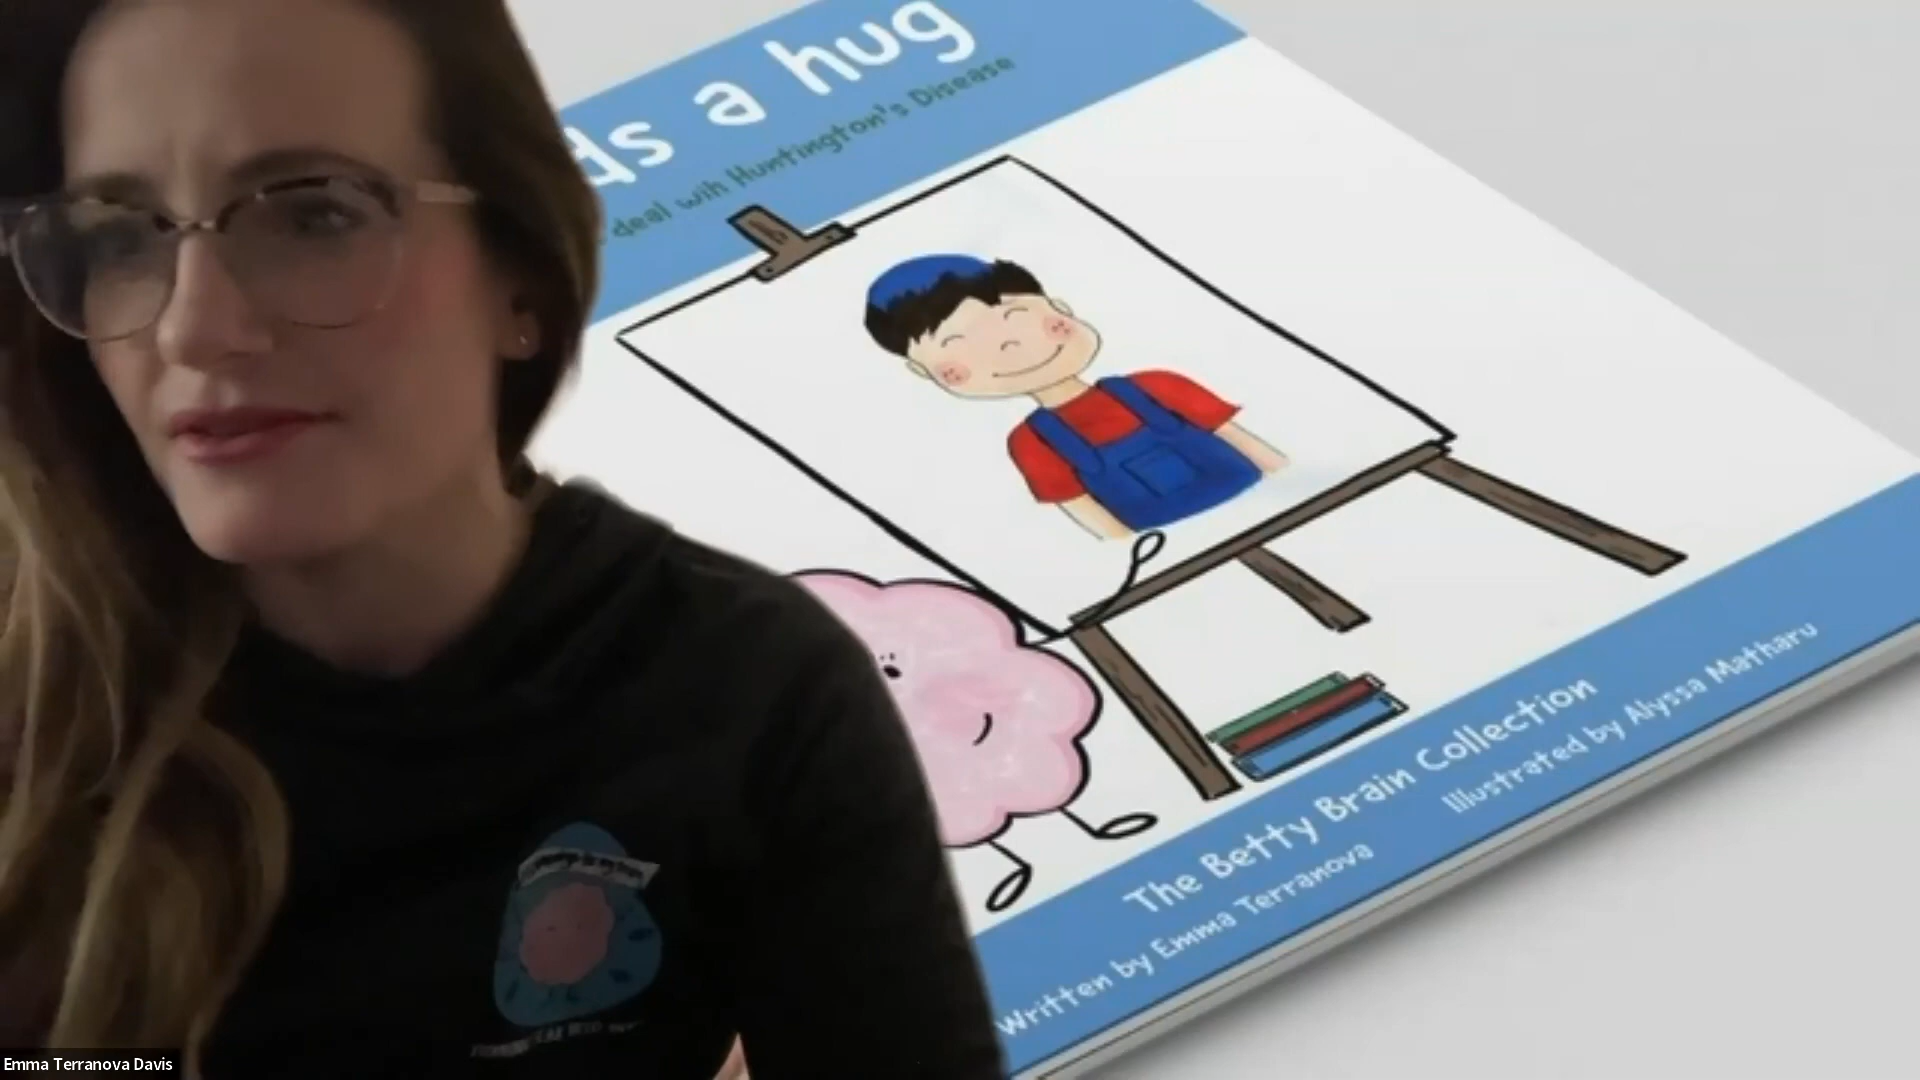 ds a hug
deal wih Huntington's Disease
The Betty Brain Collection
Written by Emma Terranova
Illustrated by Alyssa Matharu
Emma Terranova Davis